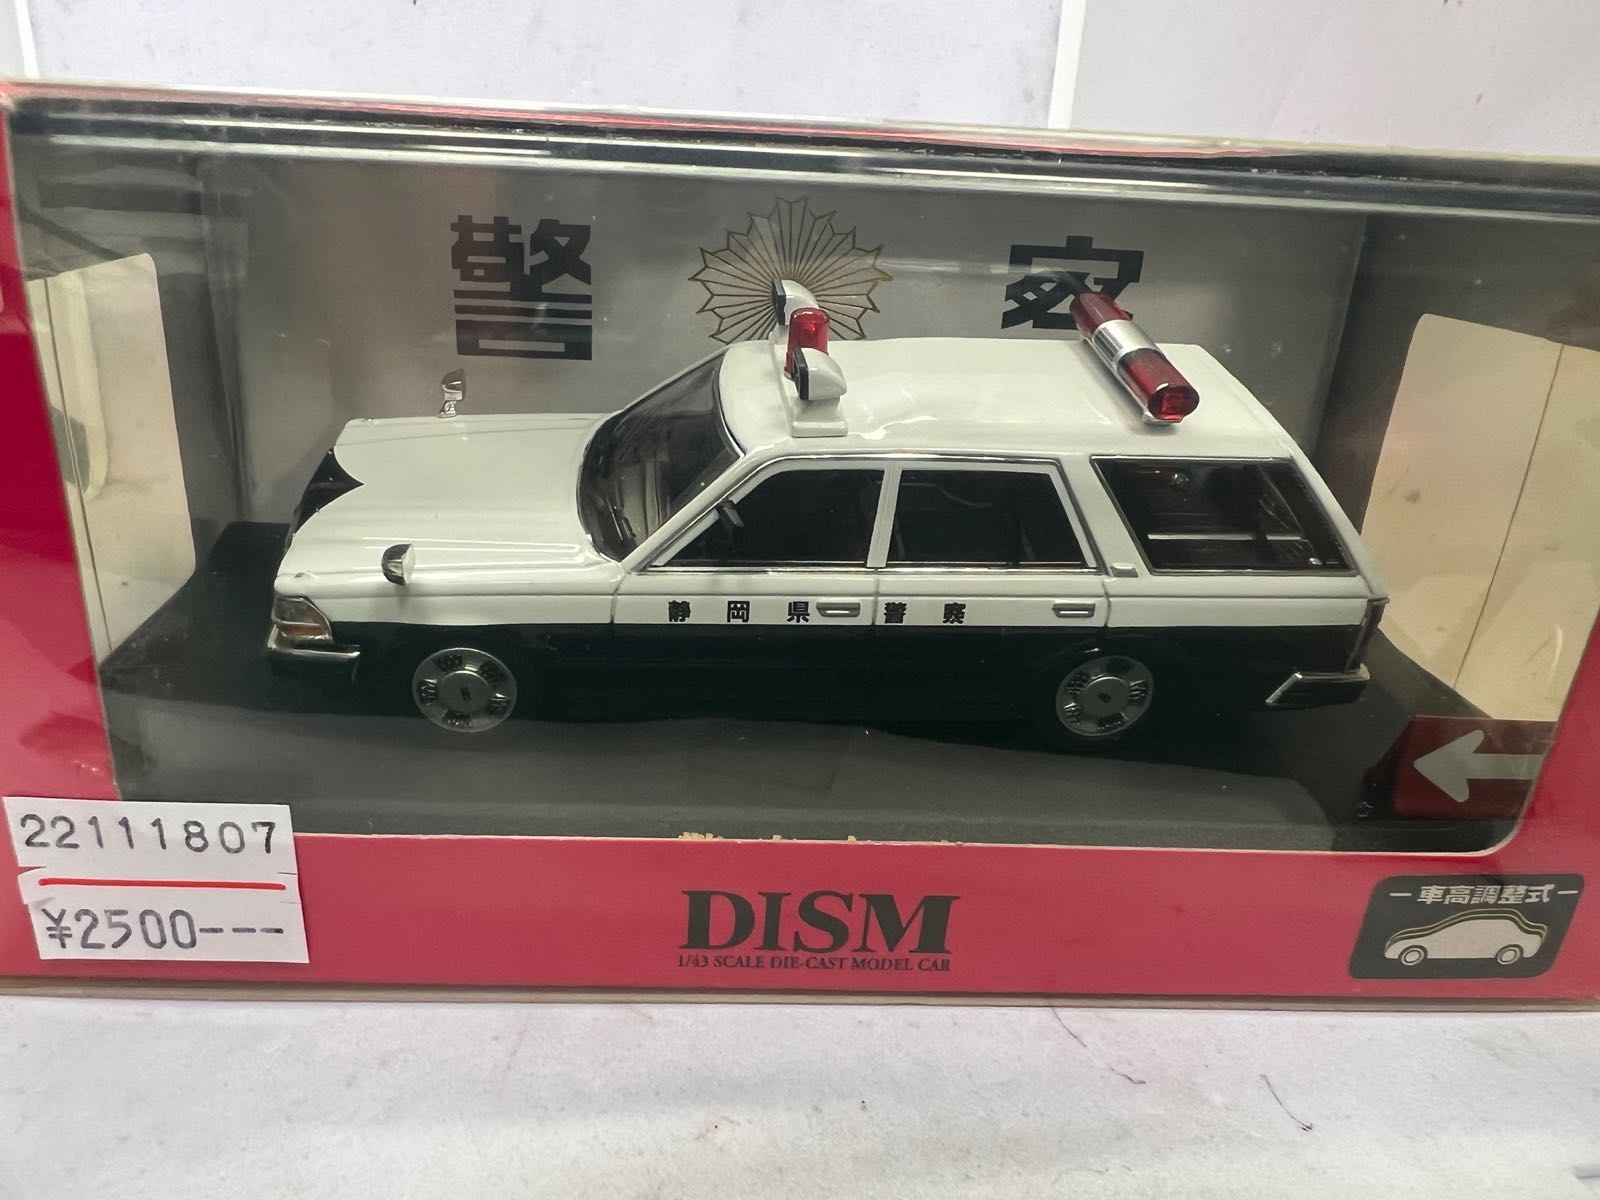 警 察
静岡県警察
22111807
¥2500---
DISM
1/43 SCALE DIE-CAST MODEL CAR
－車高調整式－